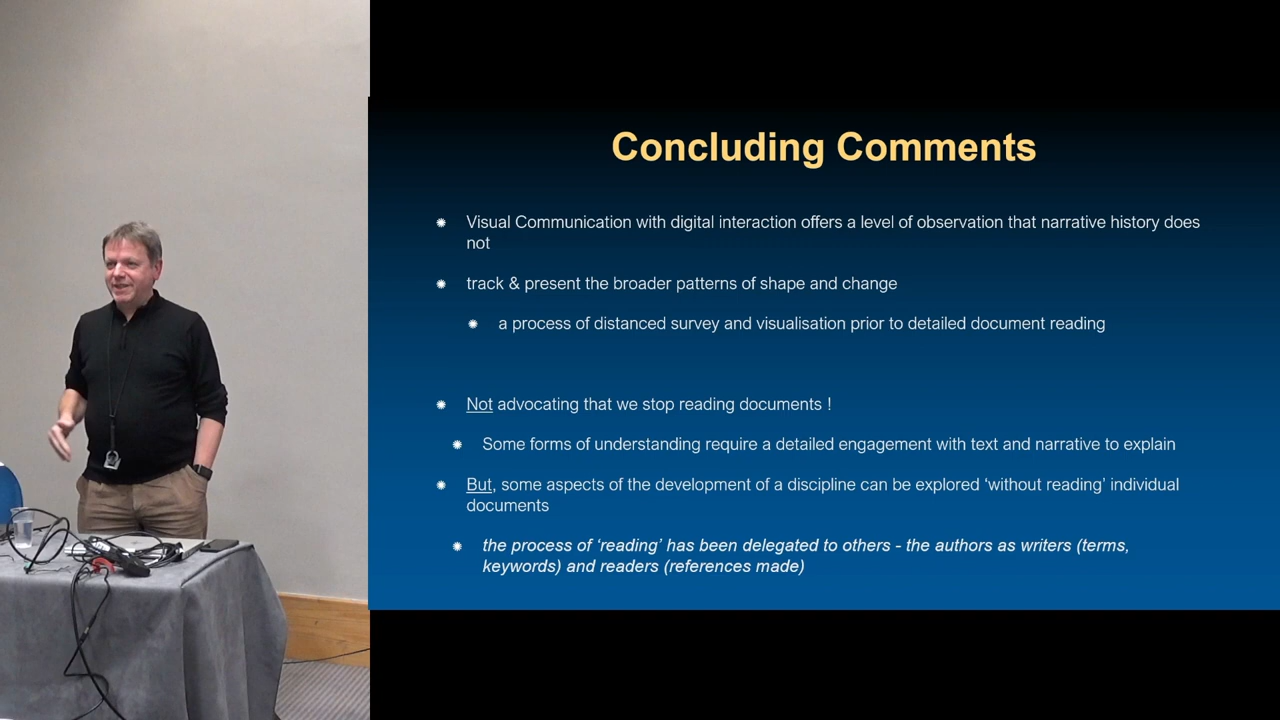 Concluding Comments
Visual Communication with digital interaction offers a level of observation that narrative history does
not
track & present the broader patterns of shape and change
a process of distanced survey and visualisation prior to detailed document reading
Not advocating that we stop reading documents !
Some forms of understanding require a detailed engagement with text and narrative to explain
But, some aspects of the development of a discipline can be explored ‘without reading’ individual
documents
the process of ‘reading’ has been delegated to others - the authors as writers (terms,
keywords) and readers (references made)